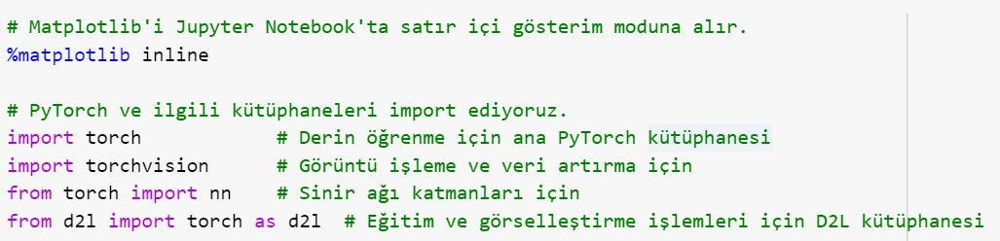 # Matplotlib'i Jupyter Notebook'ta satır içi gösterim moduna alır.
%matplotlib inline
# PyTorch ve ilgili kütüphaneleri import ediyoruz.
import torch            # Derin öğrenme için ana PyTorch kütüphanesi
import torchvision      # Görüntü işleme ve veri artırma için
from torch import nn    # Sinir ağı katmanları için
from d2l import torch as d2l  # Eğitim ve görselleştirme işlemleri için D2L kütüphanesi